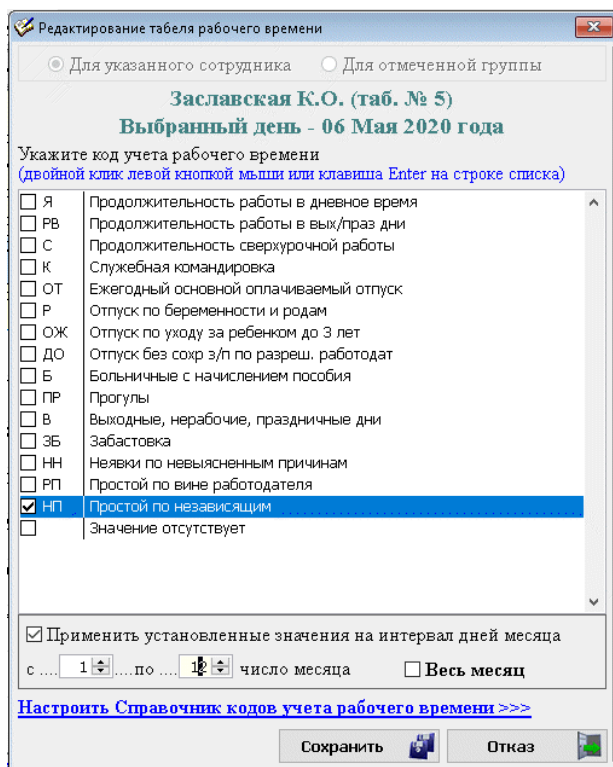 Редактирование табеля рабочего времени
Для указанного сотрудника Для отмеченной группы
Заславская К.О. (таб. № 5)
Выбранный день - 06 Мая 2020 года
Укажите код учета рабочего времени
(двойной клик левой кнопкой мыши или клавиша Enter на строке списка)
Я Продолжительность работы в дневное время
РВ Продолжительность работы в вых/праз дни
С Продолжительность сверхурочной работы
К Служебная командировка
ОТ Ежегодный основной оплачиваемый отпуск
Р Отпуск по беременности и родам
ОЖ Отпуск по уходу за ребенком до 3 лет
ДО Отпуск без сохр з/п по разреш. работодат
Б Больничные с начислением пособия
ПР Прогулы
В Выходные, нерабочие, праздничные дни
ЗБ Забастовка
НН Неявки по невыясненным причинам
РП Простой по вине работодателя
НП Простой по независящим
Значение отсутствует
Применить установленные значения на интервал дней месяца
с .... 1 ....по .... 12 число месяца Весь месяц
Настроить Справочник кодов учета рабочего времени >>>
Сохранить Отказ